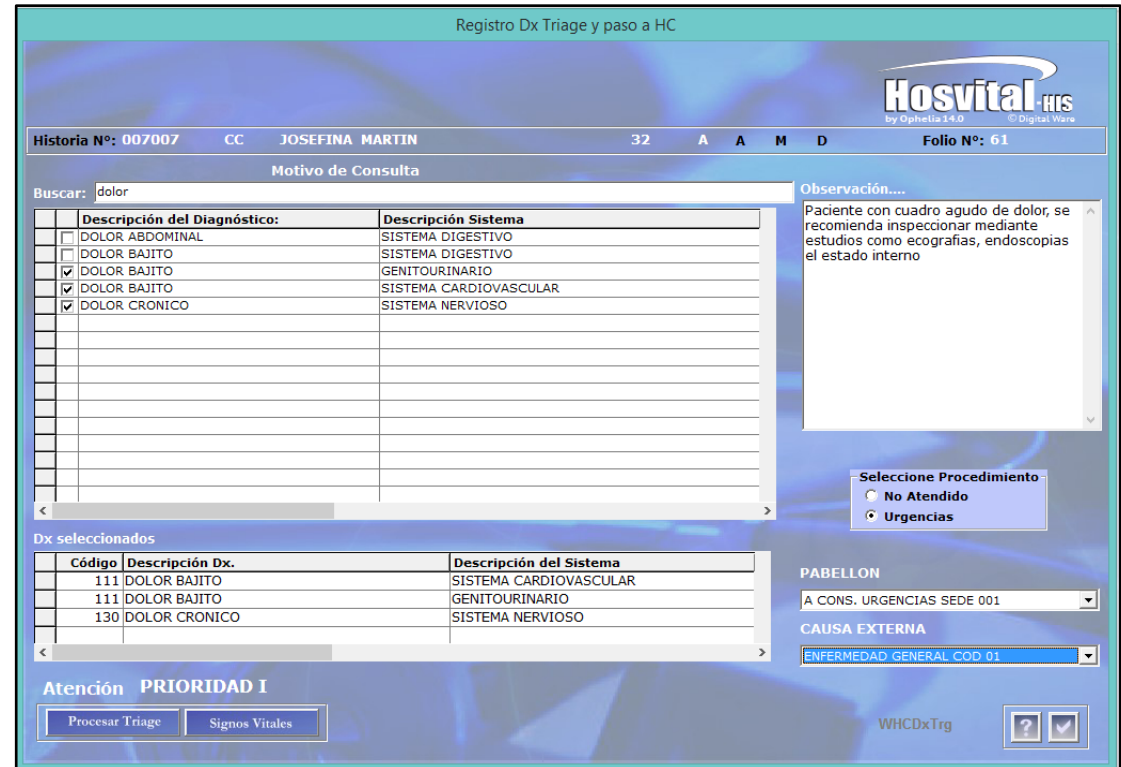 Registro Dx Triage y paso a HC
Hosvital-HIS
by Ophelia 14.0 © Digital Ware
Historia Nº: 007007 CC JOSEFINA MARTIN 32 A A M D Folio Nº: 61
Motivo de Consulta
Buscar: dolor
Descripción del Diagnóstico: Descripción Sistema
DOLOR ABDOMINAL SISTEMA DIGESTIVO
DOLOR BAJITO SISTEMA DIGESTIVO
DOLOR BAJITO GENITOURINARIO
DOLOR BAJITO SISTEMA CARDIOVASCULAR
DOLOR CRONICO SISTEMA NERVIOSO
Observación....
Paciente con cuadro agudo de dolor, se
recomienda inspeccionar mediante
estudios como ecografias, endoscopias
el estado interno
Seleccione Procedimiento
No Atendido
Urgencias
Dx seleccionados
Código Descripción Dx. Descripción del Sistema
111 DOLOR BAJITO SISTEMA CARDIOVASCULAR
111 DOLOR BAJITO GENITOURINARIO
130 DOLOR CRONICO SISTEMA NERVIOSO
PABELLON
A CONS. URGENCIAS SEDE 001
CAUSA EXTERNA
ENFERMEDAD GENERAL COD 01
Atención PRIORIDAD I
Procesar Triage Signos Vitales
WHCDxTrg ?